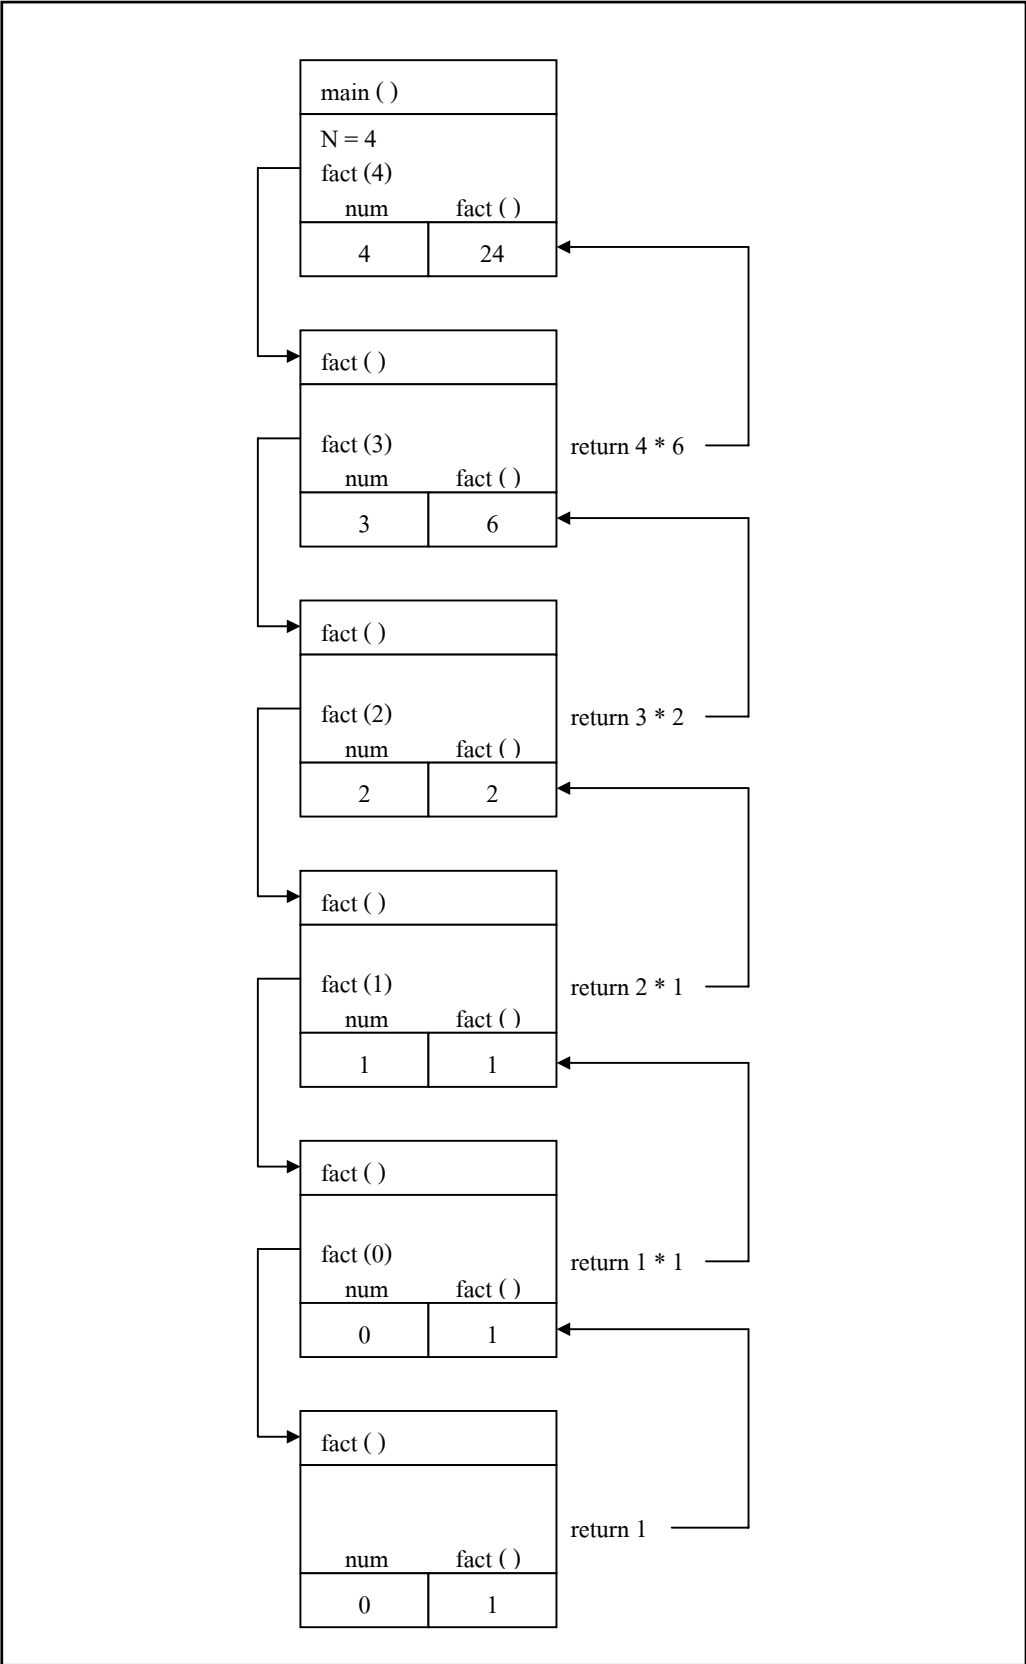 main ( )
N = 4
fact (4)
num fact ( )
4 24
fact ( )
fact (3) return 4 * 6
num fact ( )
3 6
fact ( )
fact (2) return 3 * 2
num fact ( )
2 2
fact ( )
fact (1) return 2 * 1
num fact ( )
1 1
fact ( )
fact (0) return 1 * 1
num fact ( )
0 1
fact ( )
return 1
num fact ( )
0 1